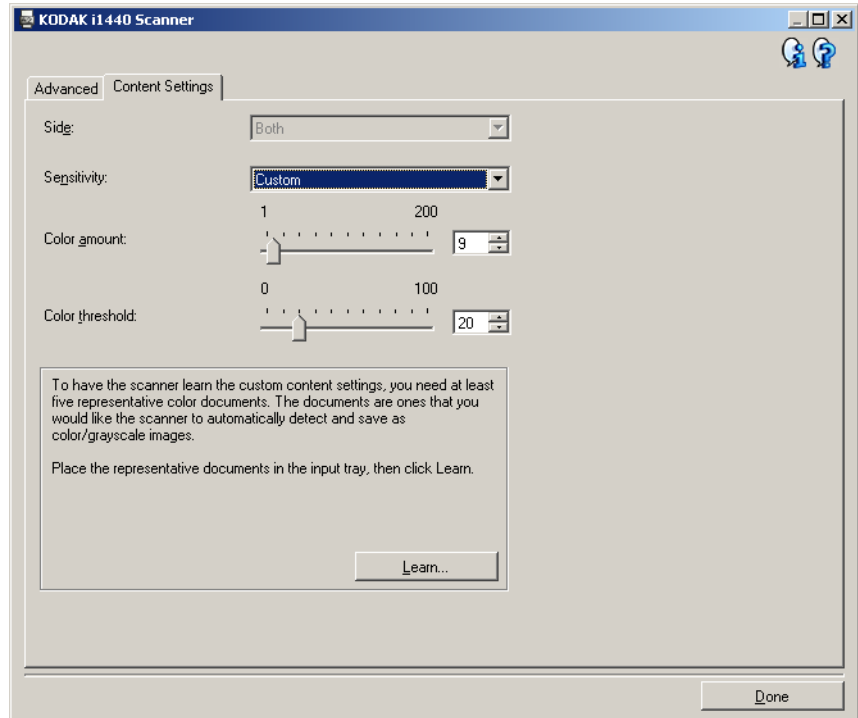 KODAK i1440 Scanner
Advanced
Content Settings
Side:
Both
Sensitivity:
Custom
1 200
Color amount:
9
0 100
Color threshold:
20
To have the scanner learn the custom content settings, you need at least
five representative color documents. The documents are ones that you
would like the scanner to automatically detect and save as
color/grayscale images.
Place the representative documents in the input tray, then click Learn.
Learn...
Done